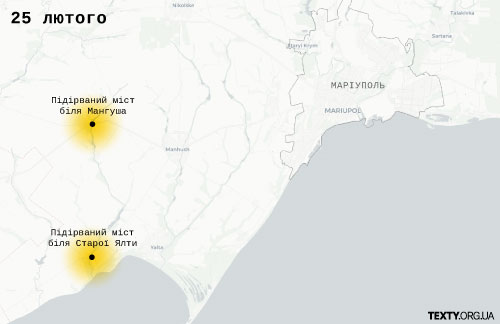 25 лютого
Nikolske
Talakivka
Sartana
Staryi Krym
МАРІУПОЛЬ
Підірваний міст
біля Мангуша
MARIUPOL
Manhush
Підірваний міст
біля Старої Ялти
Yalta
TEXTY.ORG.UA